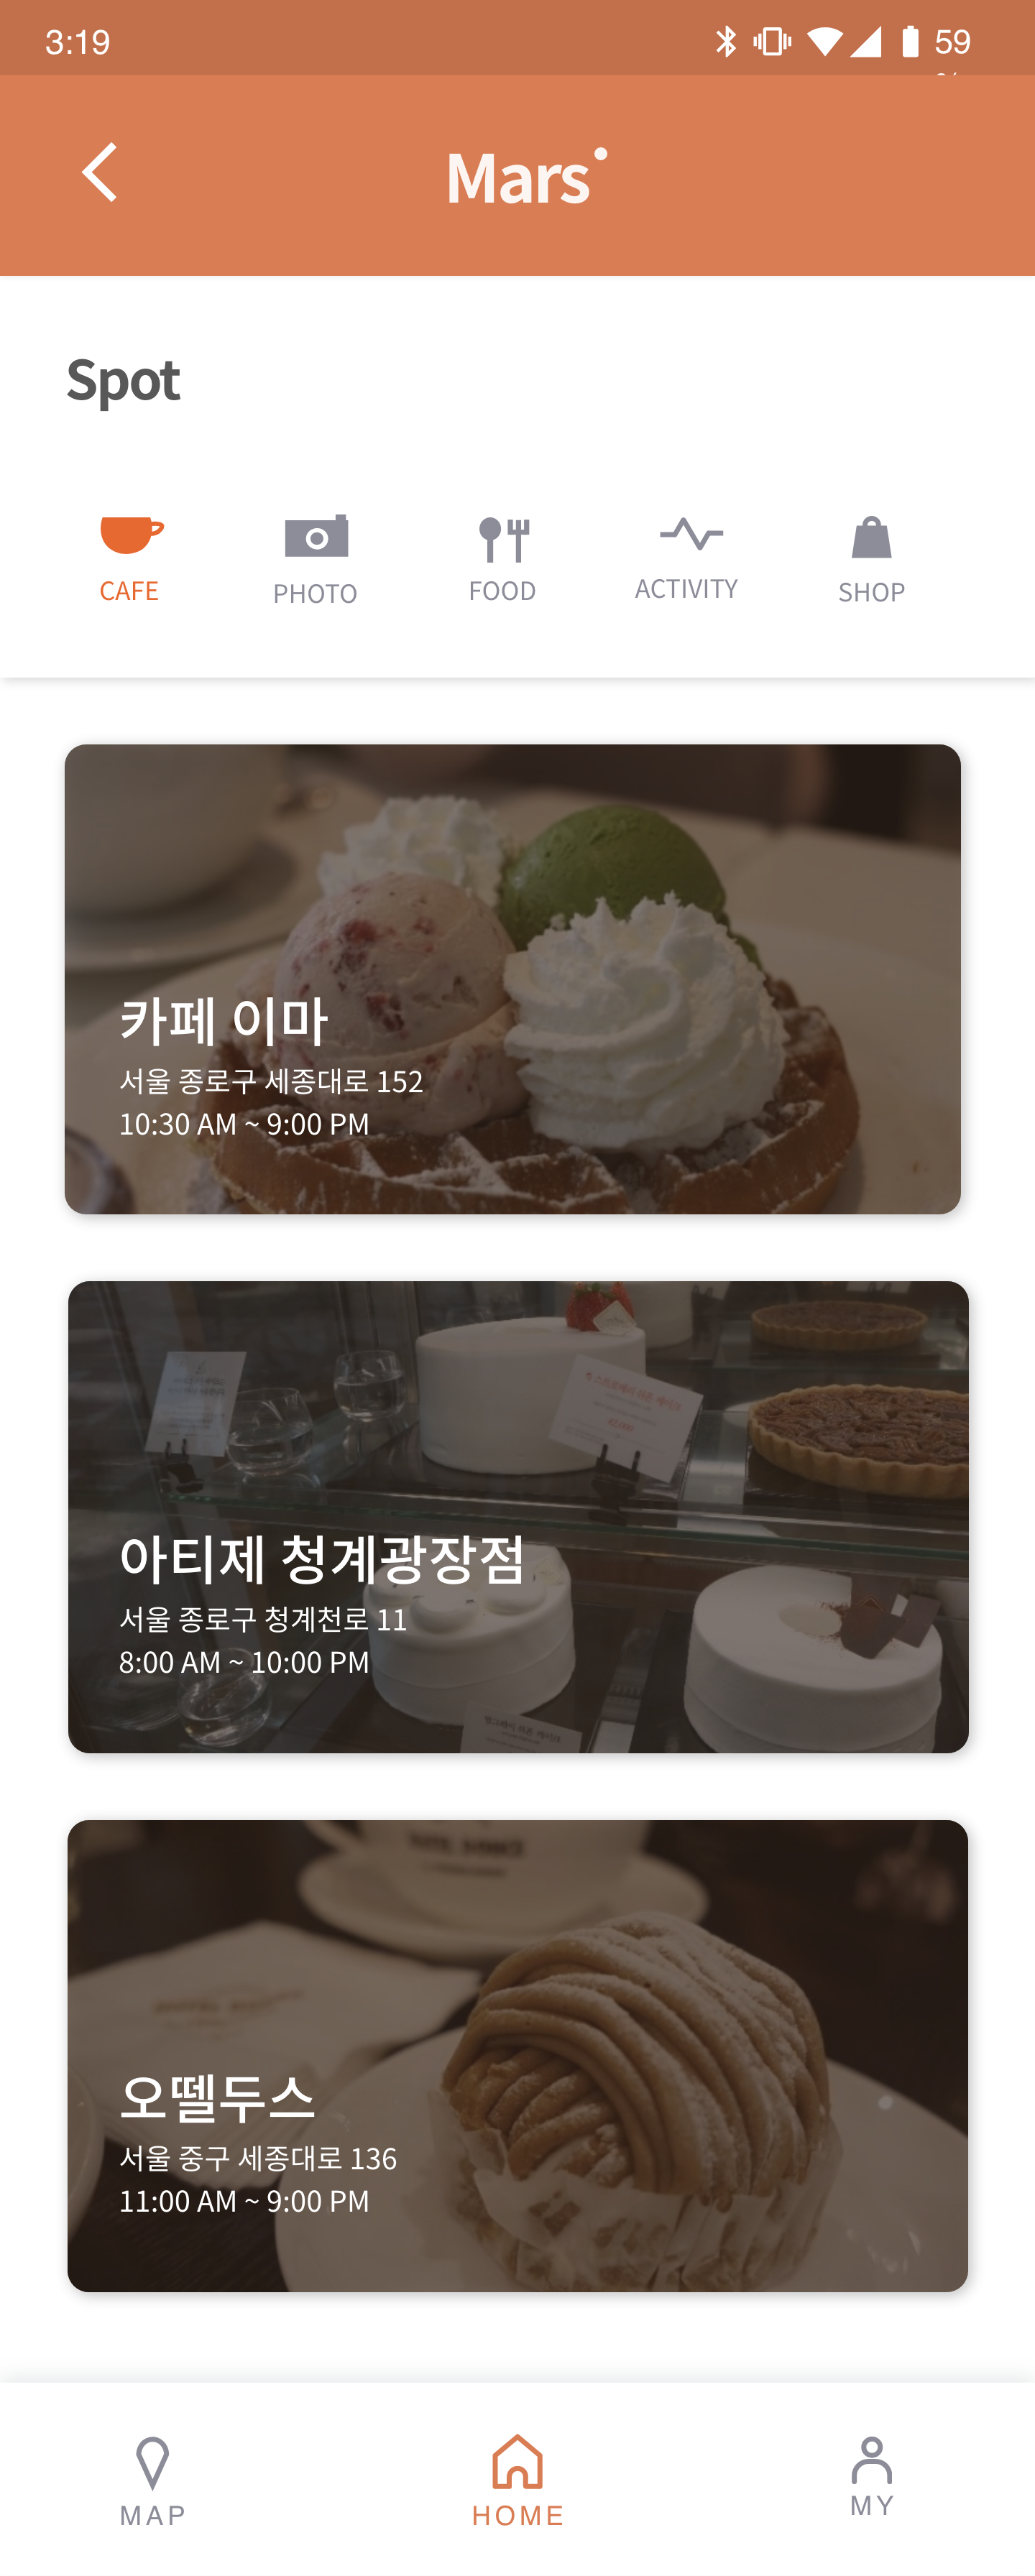 3:19
59
Mars
Spot
CAFE
PHOTO
FOOD
ACTIVITY
SHOP
카페 이마
서울 종로구 세종대로 152
10:30 AM ~ 9:00 PM
아티제 청계광장점
서울 종로구 청계천로 11
8:00 AM ~ 10:00 PM
오뗄두스
서울 중구 세종대로 136
11:00 AM ~ 9:00 PM
MAP
HOME
MY